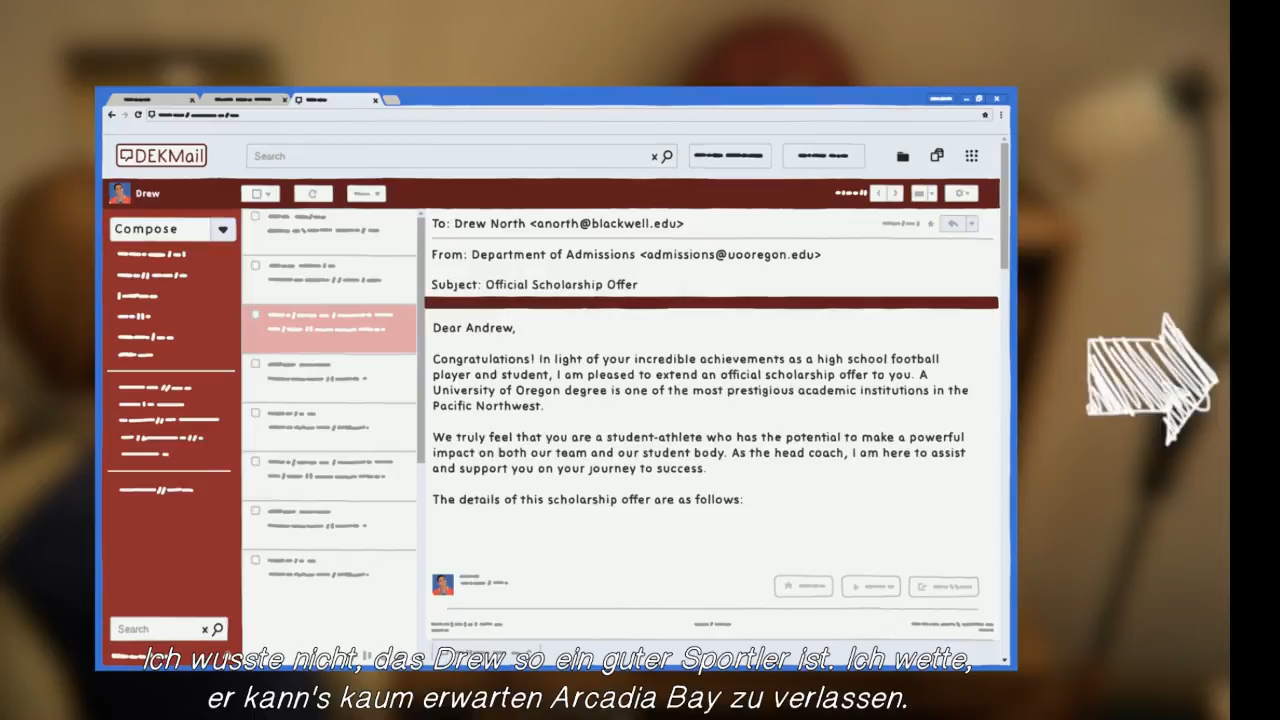 DEKMail
Search
Drew
Compose
To: Drew North <anorth@blackwell.edu>
From: Department of Admissions <admissions@uooregon.edu>
Subject: Official Scholarship Offer
Dear Andrew,
Congratulations! In light of your incredible achievements as a high school football
player and student, I am pleased to extend an official scholarship offer to you. A
University of Oregon degree is one of the most prestigious academic institutions in the
Pacific Northwest.
We truly feel that you are a student-athlete who has the potential to make a powerful
impact on both our team and our student body. As the head coach, I am here to assist
and support you on your journey to success.
The details of this scholarship offer are as follows:
Search
Ich wusste nicht, das Drew so ein guter Sportler ist. Ich wette,
er kann's kaum erwarten Arcadia Bay zu verlassen.